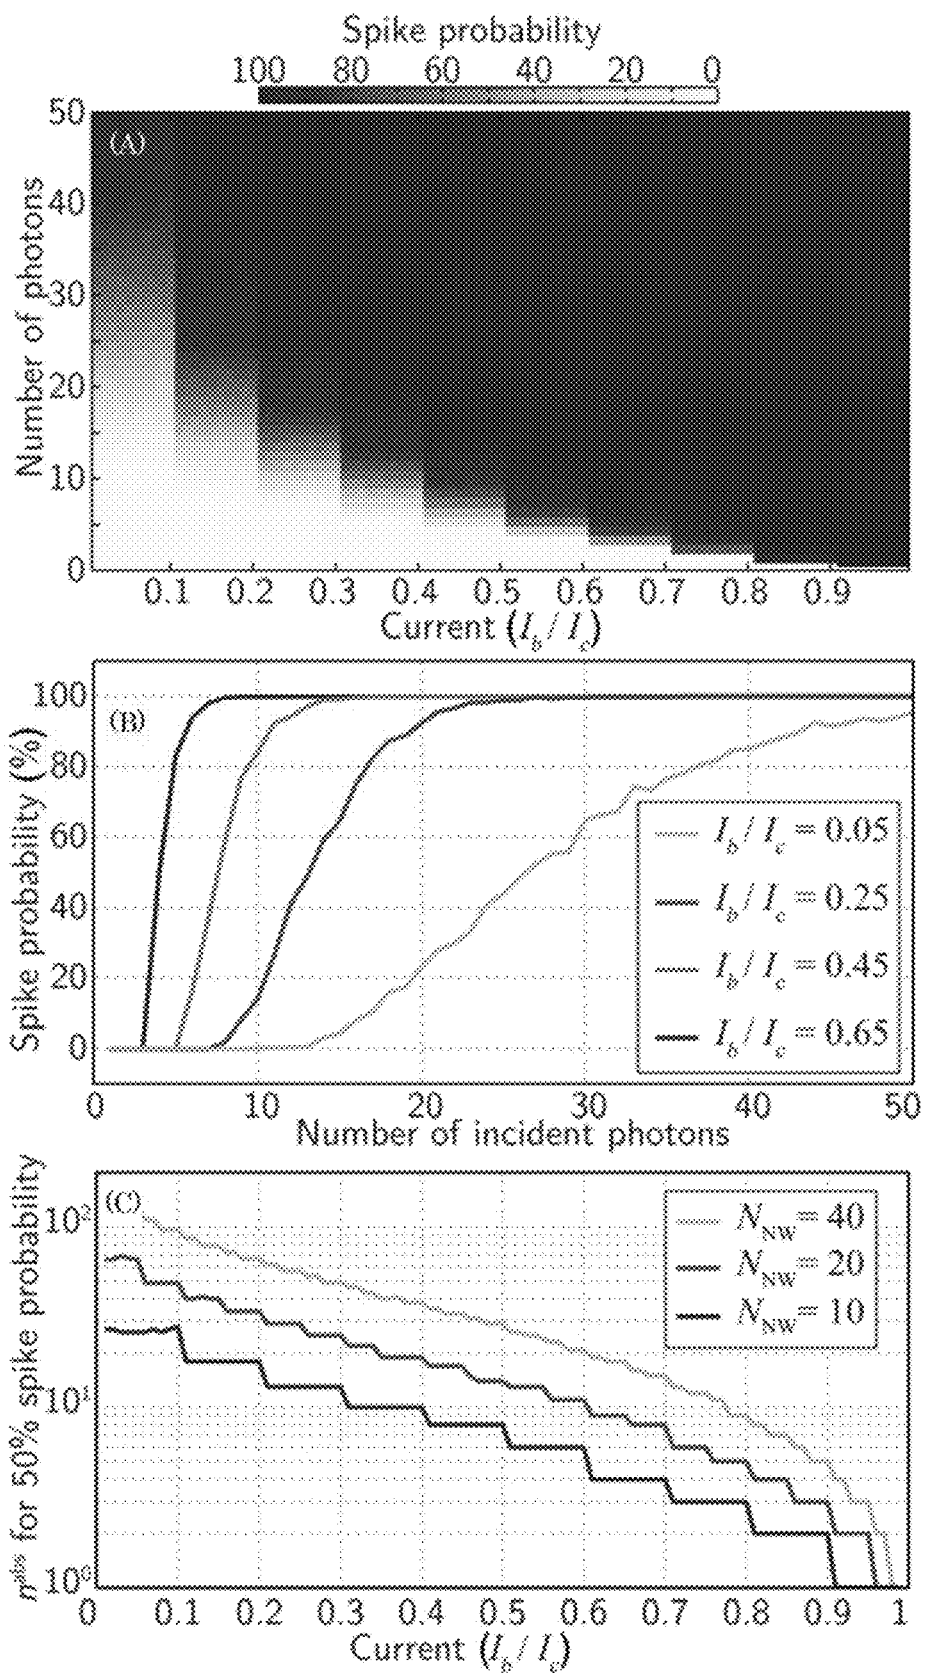 Spike probability
100 80 60 40 20 0
(A)
Number of photons
50
40
30
20
10
0
0.1 0.2 0.3 0.4 0.5 0.6 0.7 0.8 0.9
Current (I_b / I_c)
(B)
Spike probability (%)
100
80
60
40
20
0
I_b / I_c = 0.05
I_b / I_c = 0.25
I_b / I_c = 0.45
I_b / I_c = 0.65
0 10 20 30 40 50
Number of incident photons
(C)
n^abs for 50% spike probability
10²
10¹
10⁰
N_NW = 40
N_NW = 20
N_NW = 10
0 0.1 0.2 0.3 0.4 0.5 0.6 0.7 0.8 0.9 1
Current (I_b / I_c)